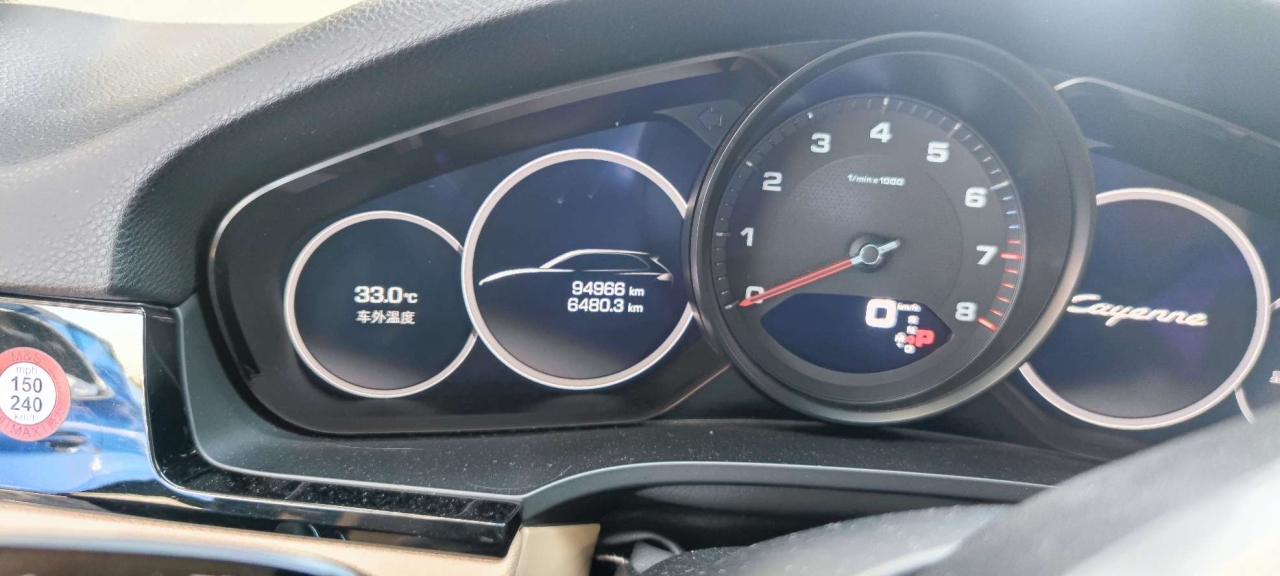 33.0°C
车外温度
94966 km
6480.3 km
0
1
2
3
4
5
6
7
8
1/min x 1000
0 km/h
P
Cayenne
M&S
mph
150
240
km/h
MAX